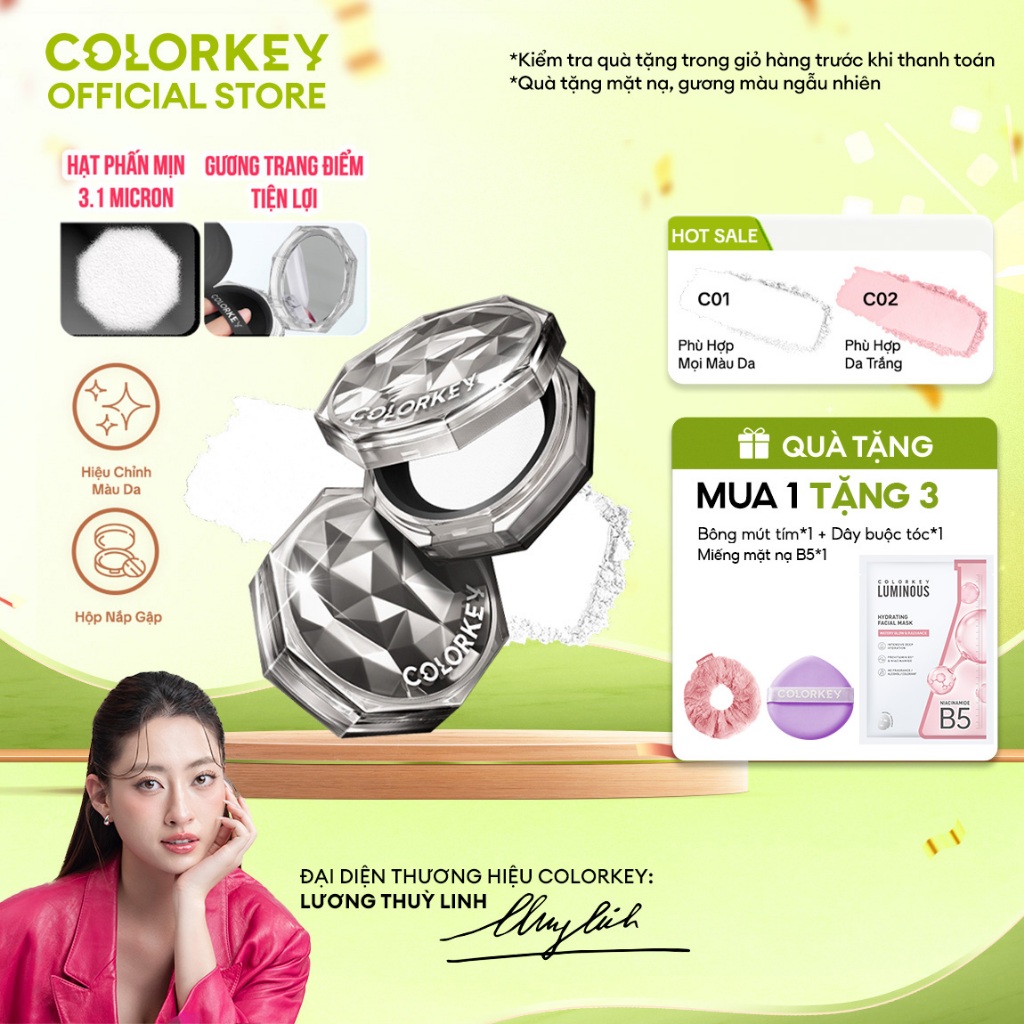 COLORKEY
OFFICIAL STORE
*Kiểm tra quà tặng trong giỏ hàng trước khi thanh toán
*Quà tặng mặt nạ, gương màu ngẫu nhiên
HẠT PHẤN MỊN
3.1 MICRON
GƯƠNG TRANG ĐIỂM
TIỆN LỢI
COLORKEY
HOT SALE
C01
Phù Hợp
Mọi Màu Da
C02
Phù Hợp
Da Trắng
Hiệu Chỉnh
Màu Da
Hộp Nắp Gập
COLORKEY
COLORKEY
QUÀ TẶNG
MUA 1 TẶNG 3
Bông mút tím*1 + Dây buộc tóc*1
Miếng mặt nạ B5*1
COLORKEY
COLORKEY
LUMINOUS
HYDRATING
FACIAL MASK
NIACINAMIDE
B5
ĐẠI DIỆN THƯƠNG HIỆU COLORKEY:
LƯƠNG THUỲ LINH